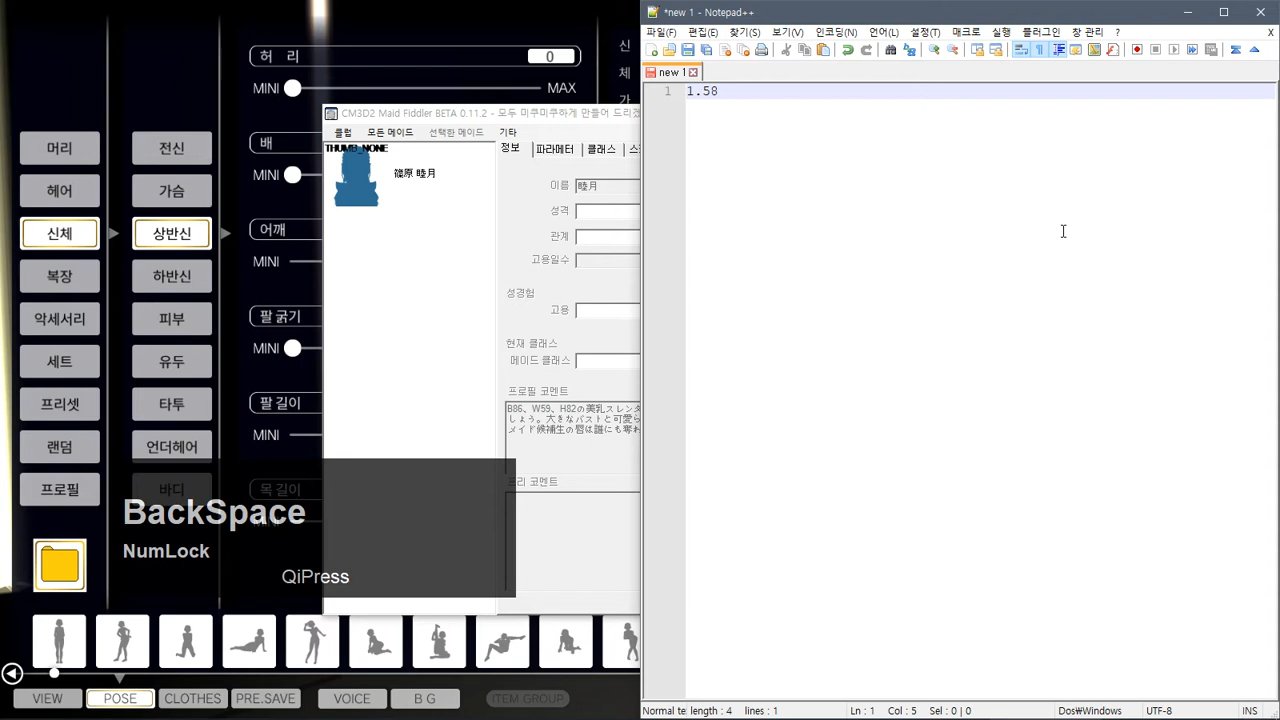 허 리
0
MINI
MAX
배
MINI
어깨
MINI
팔 굵기
MINI
팔 길이
MINI
목 길이
신
체
가
머리
헤어
신체
복장
악세서리
세트
프리셋
랜덤
프로필
전신
가슴
상반신
하반신
피부
유두
타투
언더헤어
바디
BackSpace
NumLock
QiPress
VIEW
POSE
CLOTHES
PRE.SAVE
VOICE
B G
ITEM GROUP
CM3D2 Maid Fiddler BETA 0.11.2 - 모두 미쿠미쿠하게 만들어 드리겠
클럽 모든 메이드 선택한 메이드 기타
THUMB_NONE
篠原 睦月
정보 파라메터 클래스 스
이름 睦月
성격
관계
고용일수
성경험
고용
현재 클래스
메이드 클래스
프로필 코멘트
B86、W59、H82の美乳スレンダ
しょう。大きなバストと可愛ら
メイド候補生の唇は誰にも奪わ
프리 코멘트
*new 1 - Notepad++
파일(F) 편집(E) 찾기(S) 보기(V) 인코딩(N) 언어(L) 설정(T) 매크로 실행 플러그인 창 관리 ?
X
new 1
1 1.58
Normal te length : 4 lines : 1 Ln : 1 Col : 5 Sel : 0 | 0 Dos₩Windows UTF-8 INS